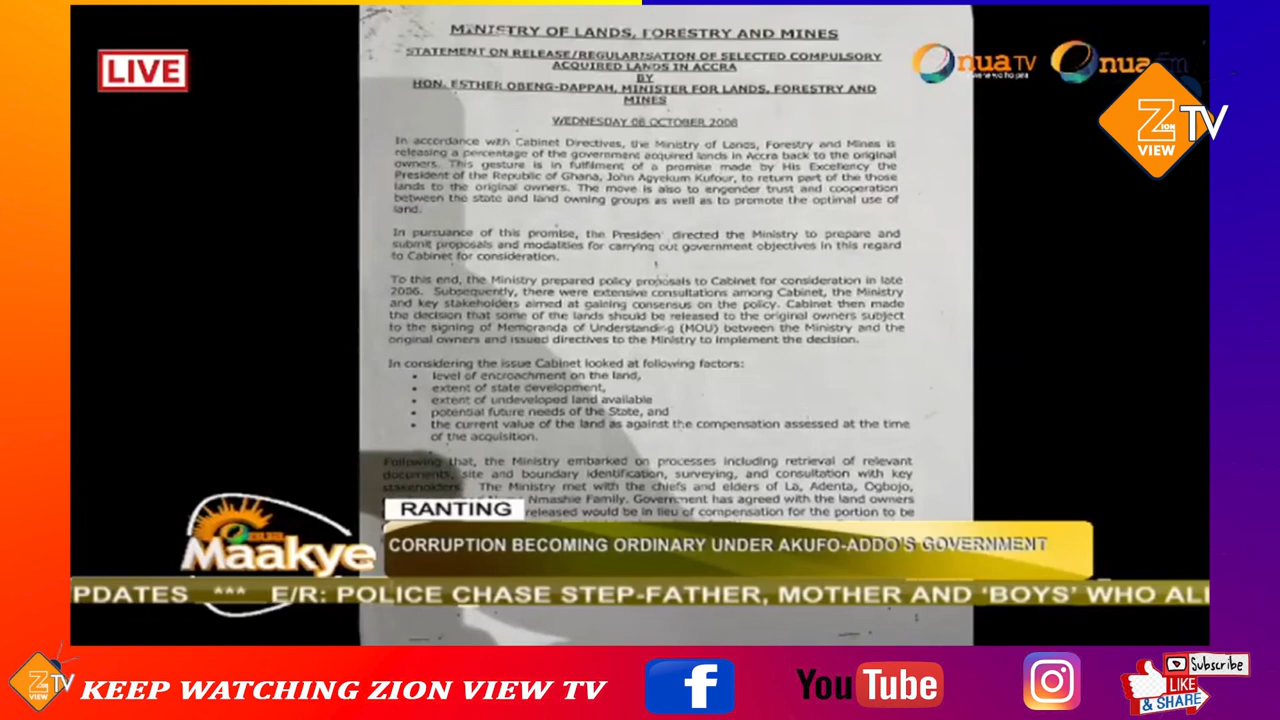 MINISTRY OF LANDS, FORESTRY AND MINES
STATEMENT ON RELEASE/REGULARISATION OF SELECTED COMPULSORY
ACQUIRED LANDS IN ACCRA
BY
HON. ESTHER OBENG-DAPPAH, MINISTER FOR LANDS, FORESTRY AND
MINES
WEDNESDAY 08 OCTOBER 2008
LIVE
onua TV
onua fm
Z
ZION
VIEW
TV
In accordance with Cabinet Directives, the Ministry of Lands, Forestry and Mines is
releasing a percentage of the government acquired lands in Accra back to the original
owners. This gesture is in fulfilment of a promise made by His Excellency the
President of the Republic of Ghana, John Agyekum Kufour, to return part of the those
lands to the original owners. The move is also to engender trust and cooperation
between the state and land owning groups as well as to promote the optimal use of
land.
In pursuance of this promise, the Presiden directed the Ministry to prepare and
submit proposals and modalities for carrying out government objectives in this regard
to Cabinet for consideration.
To this end, the Ministry prepared policy proposals to Cabinet for consideration in late
2006. Subsequently, there were extensive consultations among Cabinet, the Ministry
and key stakeholders aimed at gaining consensus on the policy. Cabinet then made
the decision that some of the lands should be released to the original owners subject
to the signing of Memoranda of Understanding (MOU) between the Ministry and the
original owners and issued directives to the Ministry to implement the decision.
In considering the issue Cabinet looked at following factors:
• level of encroachment on the land,
• extent of state development,
• extent of undeveloped land available
• potential future needs of the State, and
• the current value of the land as against the compensation assessed at the time
of the acquisition.
Following that, the Ministry embarked on processes including retrieval of relevant
documents, site and boundary identification, surveying, and consultation with key
stakeholders. The Ministry met with the chiefs and elders of La, Adenta, Ogbojo,
Nmashie Family. Government has agreed with the land owners
released would be in lieu of compensation for the portion to be
RANTING
Onua
Maakye
CORRUPTION BECOMING ORDINARY UNDER AKUFO-ADDO'S GOVERNMENT
PDATES *** E/R: POLICE CHASE STEP-FATHER, MOTHER AND 'BOYS' WHO ALL
Z
VIEW
TV
KEEP WATCHING ZION VIEW TV
f
YouTube
Subscribe
LIKE
& SHARE